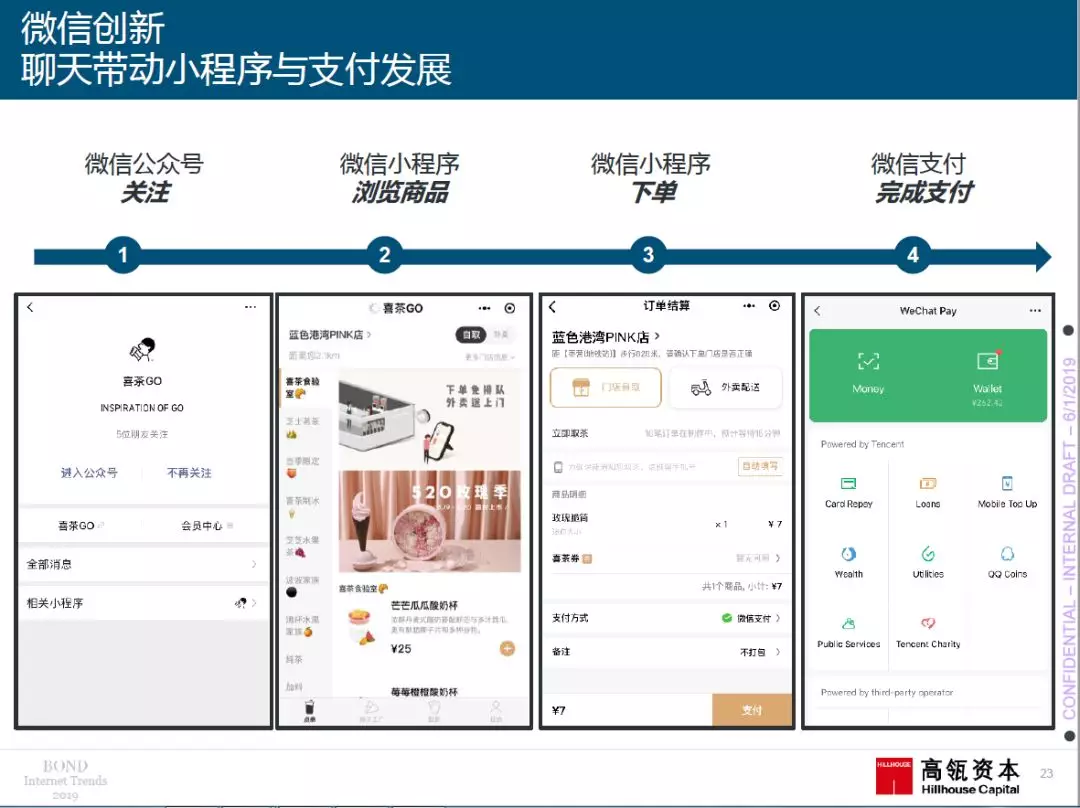 微信创新
聊天带动小程序与支付发展
微信公众号
关注
微信小程序
浏览商品
微信小程序
下单
微信支付
完成支付
1
2
3
4
喜茶GO
INSPIRATION OF GO
5位朋友关注
进入公众号
不再关注
喜茶GO
会员中心
全部消息
相关小程序
喜茶GO
蓝色港湾PINK店
自取
外卖
喜茶食验
室
下单免排队
外卖送上门
芝士茗茶
当季限定
喜茶制冰
520玫瑰季
芝芝水果
茶
波波家族
满杯水果
家族
纯茶
加料
喜茶食验室
芒芒瓜瓜酸奶杯
¥25
莓莓橙橙酸奶杯
点单
订单结算
蓝色港湾PINK店
门店自取
外卖配送
立即取茶
自动填写
商品明细
玫瑰脆筒
×1
¥7
喜茶券
共1个商品, 小计: ¥7
支付方式
微信支付
备注
不打包
¥7
支付
WeChat Pay
Money
Wallet
¥262.42
Powered by Tencent
Card Repay
Loans
Mobile Top Up
Wealth
Utilities
QQ Coins
Public Services
Tencent Charity
Powered by third-party operator
CONFIDENTIAL – INTERNAL DRAFT – 6/1/2019
BOND
Internet Trends
2019
HILLHOUSE
高瓴资本
Hillhouse Capital
23